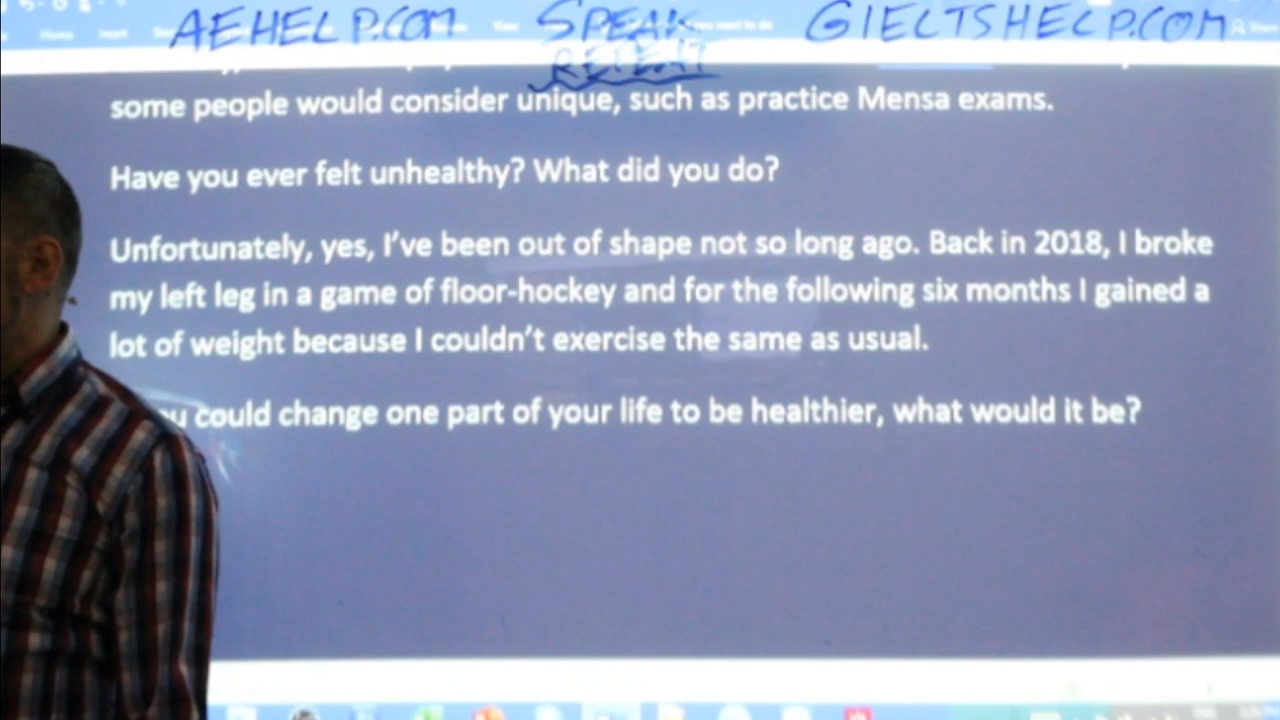 AEHELP.COM SPEAK GIELTSHELP.COM
REPEAT
some people would consider unique, such as practice Mensa exams.
Have you ever felt unhealthy? What did you do?
Unfortunately, yes, I've been out of shape not so long ago. Back in 2018, I broke
my left leg in a game of floor-hockey and for the following six months I gained a
lot of weight because I couldn't exercise the same as usual.
could change one part of your life to be healthier, what would it be?